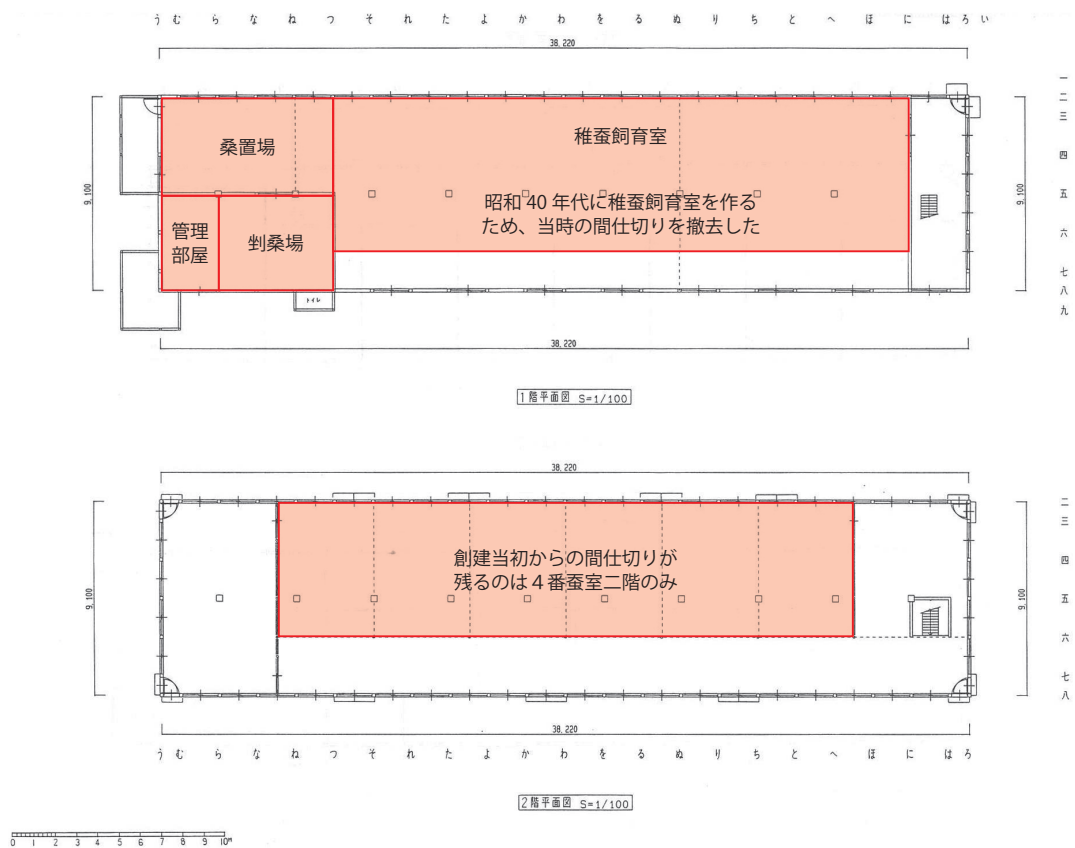 う む ら な ね つ そ れ た よ か わ を る ぬ り ち と へ ほ に は ろ い
38,220
一
二
三
四
五
六
七
八
九
9,100
9,100
桑置場
稚蚕飼育室
昭和 40 年代に稚蚕飼育室を作る
ため、当時の間仕切りを撤去した
管理
部屋
剉桑場
トイレ
38,220
1階平面図 S=1/100
38,220
二
三
四
五
六
七
八
9,100
9,100
創建当初からの間仕切りが
残るのは４番蚕室二階のみ
38,220
う む ら な ね つ そ れ た よ か わ を る ぬ り ち と へ ほ に は ろ
2階平面図 S=1/100
0 1 2 3 4 5 6 7 8 9 10m